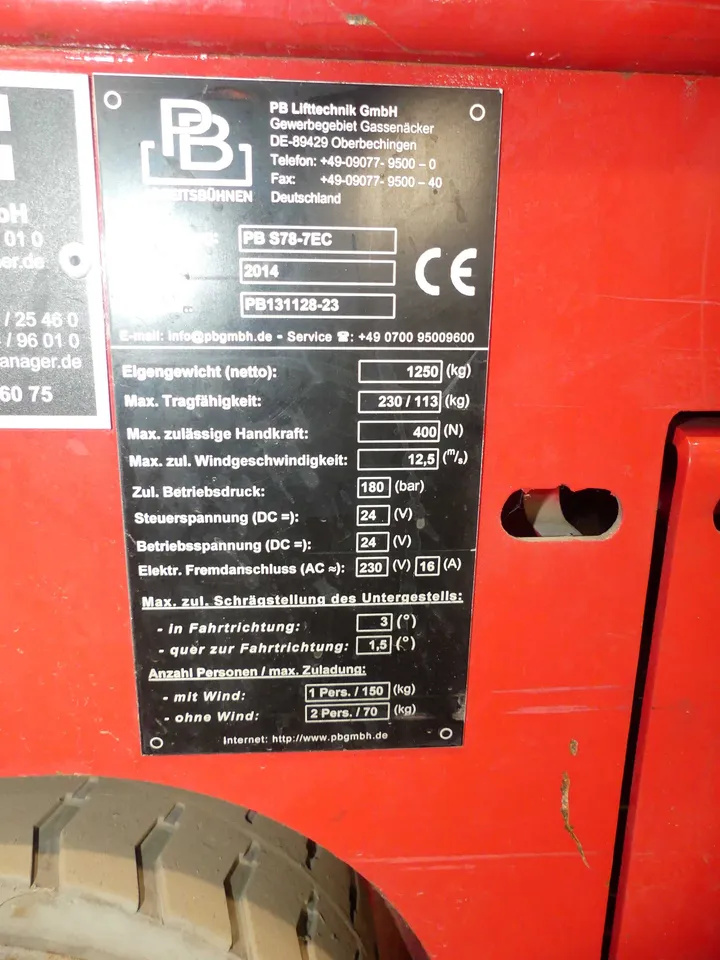 PB
PB Lifttechnik GmbH
Gewerbegebiet Gassenäcker
DE-89429 Oberbechingen
Telefon: +49-09077- 9500 – 0
Fax: +49-09077- 9500 – 40
Deutschland
PB S78-7EC
2014
PB131128-23
CE
E-mail: info@pbgmbh.de - Service ☎: +49 0700 95009600
Eigengewicht (netto): 1250 (kg)
Max. Tragfähigkeit: 230 / 113 (kg)
Max. zulässige Handkraft: 400 (N)
Max. zul. Windgeschwindigkeit: 12,5 (m/s)
Zul. Betriebsdruck: 180 (bar)
Steuerspannung (DC =): 24 (V)
Betriebsspannung (DC =): 24 (V)
Elektr. Fremdanschluss (AC ≈): 230 (V) 16 (A)
Max. zul. Schrägstellung des Untergestells:
- in Fahrtrichtung: 3 (°)
- quer zur Fahrtrichtung: 1,5 (°)
Anzahl Personen / max. Zuladung:
- mit Wind: 1 Pers. / 150 (kg)
- ohne Wind: 2 Pers. / 70 (kg)
Internet: http://www.pbgmbh.de
01 0
/ 25 46 0
/ 96 01 0
anager.de
60 75